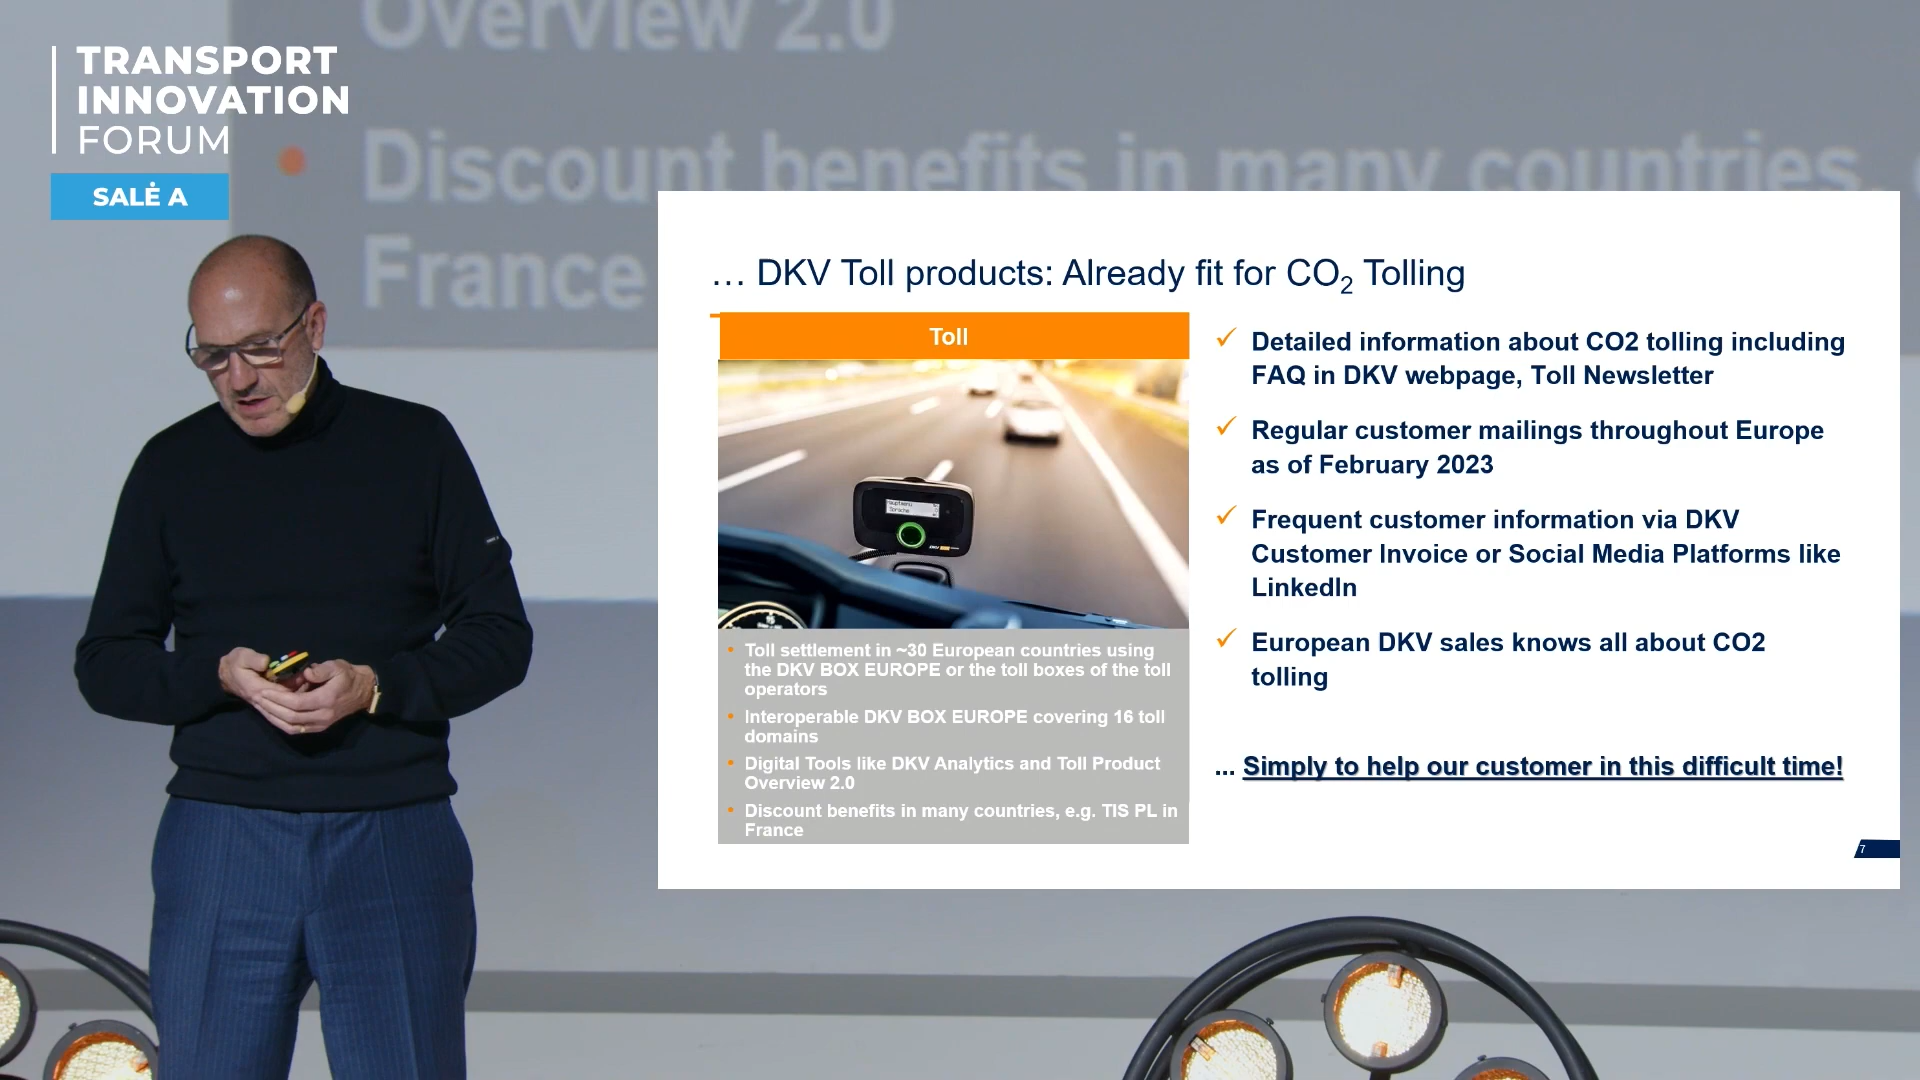 Overview 2.0
TRANSPORT
INNOVATION
FORUM
SALĖ A
Discount benefits in many countries,
France
… DKV Toll products: Already fit for CO₂ Tolling
Toll
Toll settlement in ~30 European countries using
the DKV BOX EUROPE or the toll boxes of the toll
operators
Interoperable DKV BOX EUROPE covering 16 toll
domains
Digital Tools like DKV Analytics and Toll Product
Overview 2.0
Discount benefits in many countries, e.g. TIS PL in
France
✓ Detailed information about CO2 tolling including
FAQ in DKV webpage, Toll Newsletter
✓ Regular customer mailings throughout Europe
as of February 2023
✓ Frequent customer information via DKV
Customer Invoice or Social Media Platforms like
LinkedIn
✓ European DKV sales knows all about CO2
tolling
... Simply to help our customer in this difficult time!
7